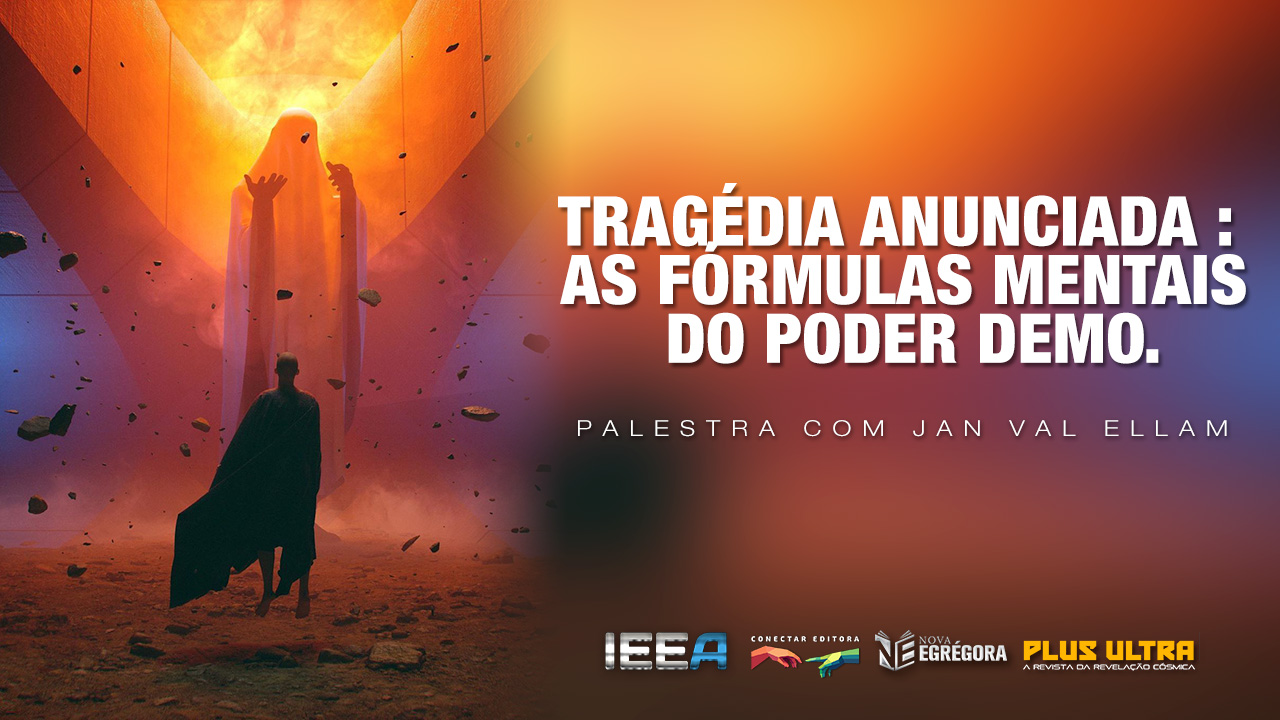 TRAGÉDIA ANUNCIADA :
AS FÓRMULAS MENTAIS
DO PODER DEMO.
PALESTRA COM JAN VAL ELLAM
IEEA
CONECTAR EDITORA
NOVA
EGRÉGORA
PLUS ULTRA
A REVISTA DA REVELAÇÃO CÓSMICA